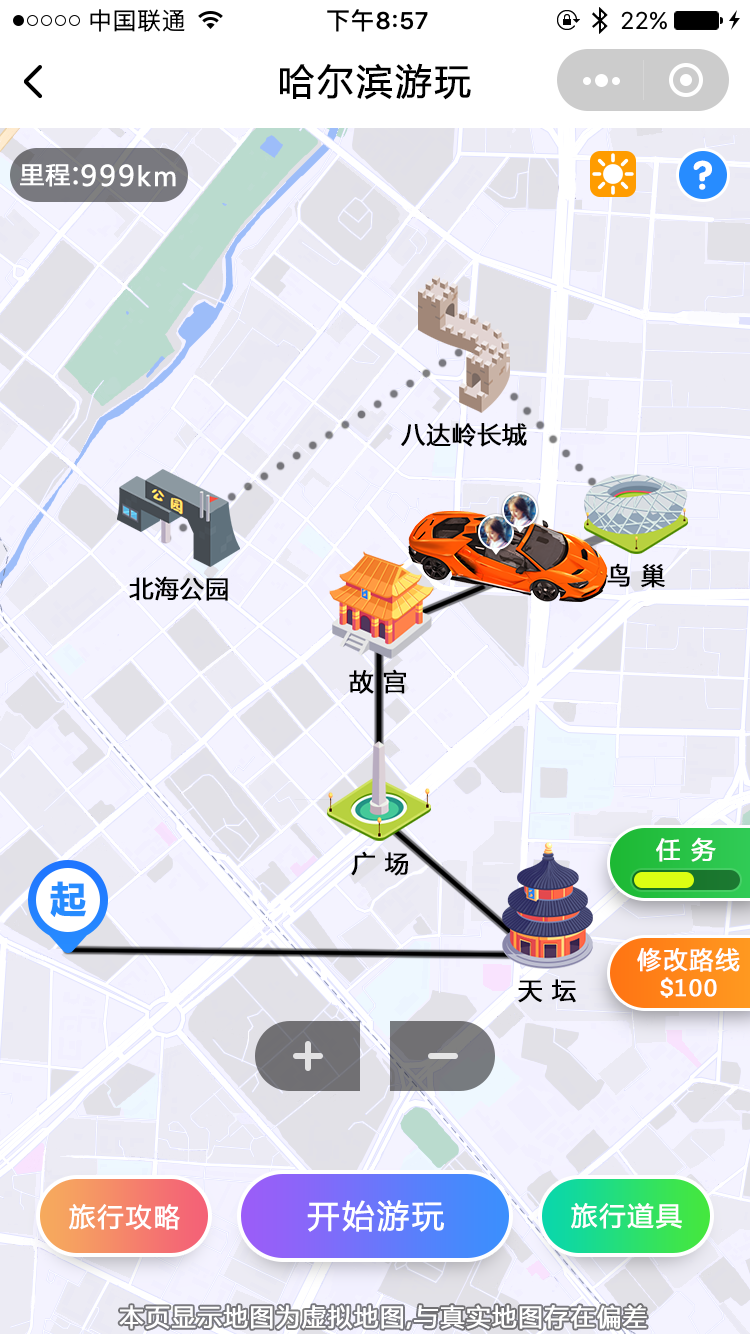 中国联通
下午8:57
22%
哈尔滨游玩
里程:999km
?
八达岭长城
公园
北海公园
鸟巢
故宫
广场
起
任务
天坛
修改路线
$100
+
−
旅行攻略
开始游玩
旅行道具
本页显示地图为虚拟地图,与真实地图存在偏差